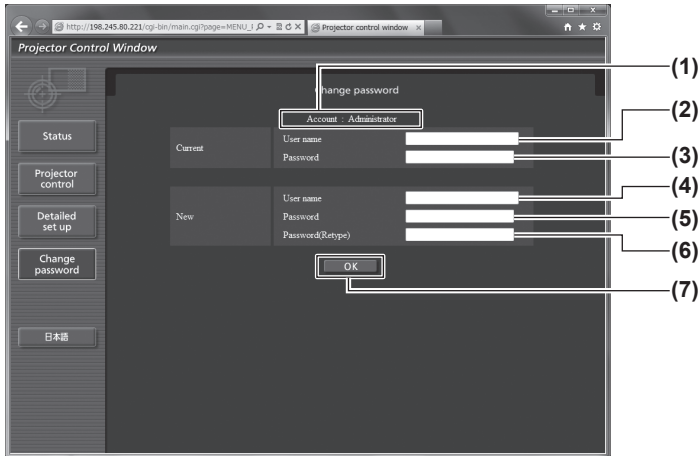 http://198.245.80.221/cgi-bin/main.cgi?page=MENU_
Projector control window
Projector Control Window
Change password
(1)
Account : Administrator
Status
Current
User name
(2)
Password
(3)
Projector control
Detailed set up
New
User name
(4)
Password
(5)
Password(Retype)
(6)
Change password
OK
(7)
日本語